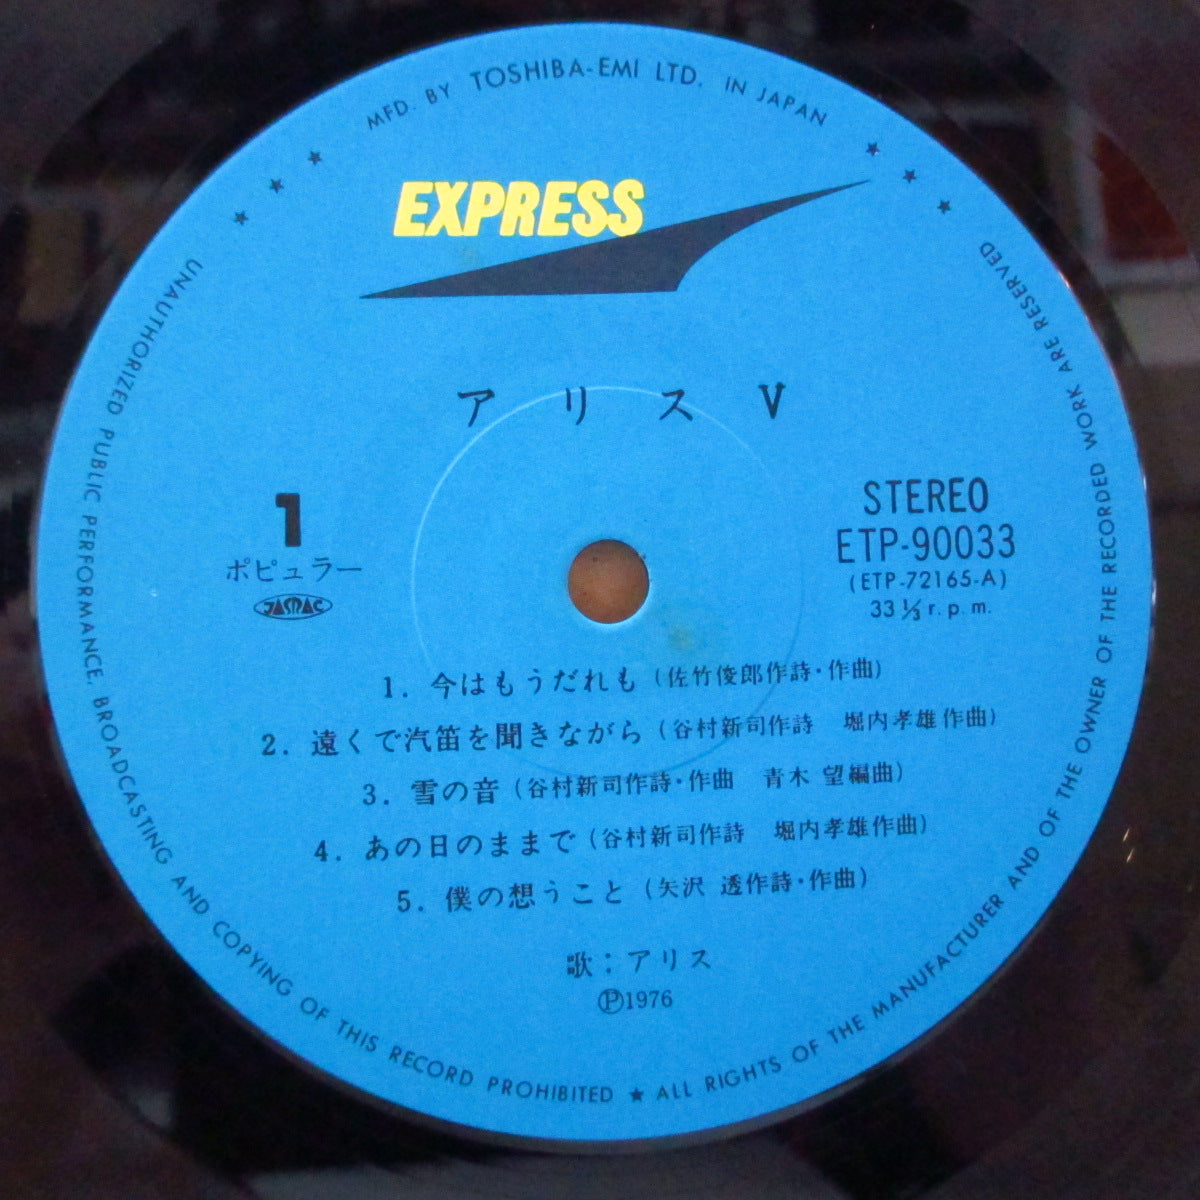 MFD. BY TOSHIBA-EMI LTD. IN JAPAN
EXPRESS
アリス V
1
ポピュラー
JASRAC
STEREO
ETP-90033
(ETP-72165-A)
33 1/3 r.p.m.
1. 今はもうだれも (佐竹俊郎作詩・作曲)
2. 遠くで汽笛を聞きながら (谷村新司作詩 堀内孝雄作曲)
3. 雪の音 (谷村新司作詩・作曲 青木 望編曲)
4. あの日のままで (谷村新司作詩 堀内孝雄作曲)
5. 僕の想うこと (矢沢 透作詩・作曲)
歌：アリス
Ⓟ1976
UNAUTHORIZED PUBLIC PERFORMANCE, BROADCASTING AND COPYING OF THIS RECORD PROHIBITED ★ ALL RIGHTS OF THE MANUFACTURER AND OF THE OWNER OF THE RECORDED WORK ARE RESERVED